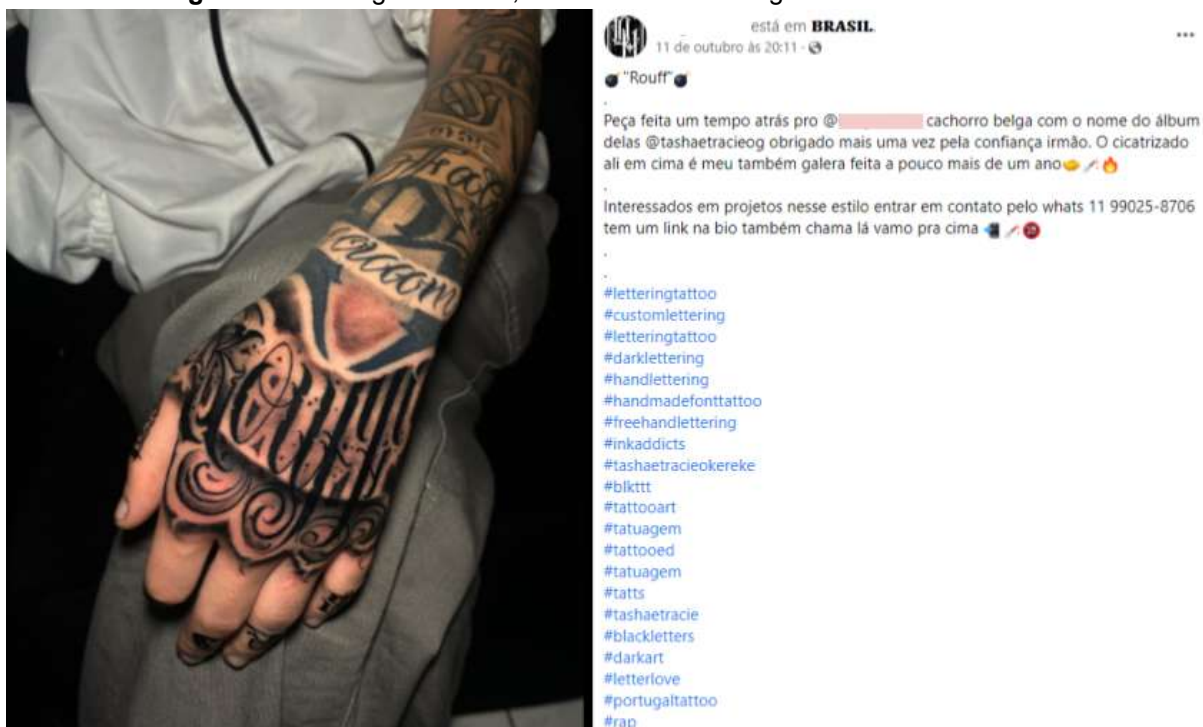 está em BRASIL.
11 de outubro às 20:11 ·
"Rouff"
.
Peça feita um tempo atrás pro @ cachorro belga com o nome do álbum
delas @tashaetracieog obrigado mais uma vez pela confiança irmão. O cicatrizado
ali em cima é meu também galera feita a pouco mais de um ano
.
Interessados em projetos nesse estilo entrar em contato pelo whats 11 99025-8706
tem um link na bio também chama lá vamo pra cima
.
.
#letteringtattoo
#customlettering
#letteringtattoo
#darklettering
#handlettering
#handmadefonttattoo
#freehandlettering
#inkaddicts
#tashaetracieokereke
#blkttt
#tattooart
#tatuagem
#tattooed
#tatuagem
#tatts
#tashaetracie
#blackletters
#darkart
#letterlove
#portugaltattoo
#rap